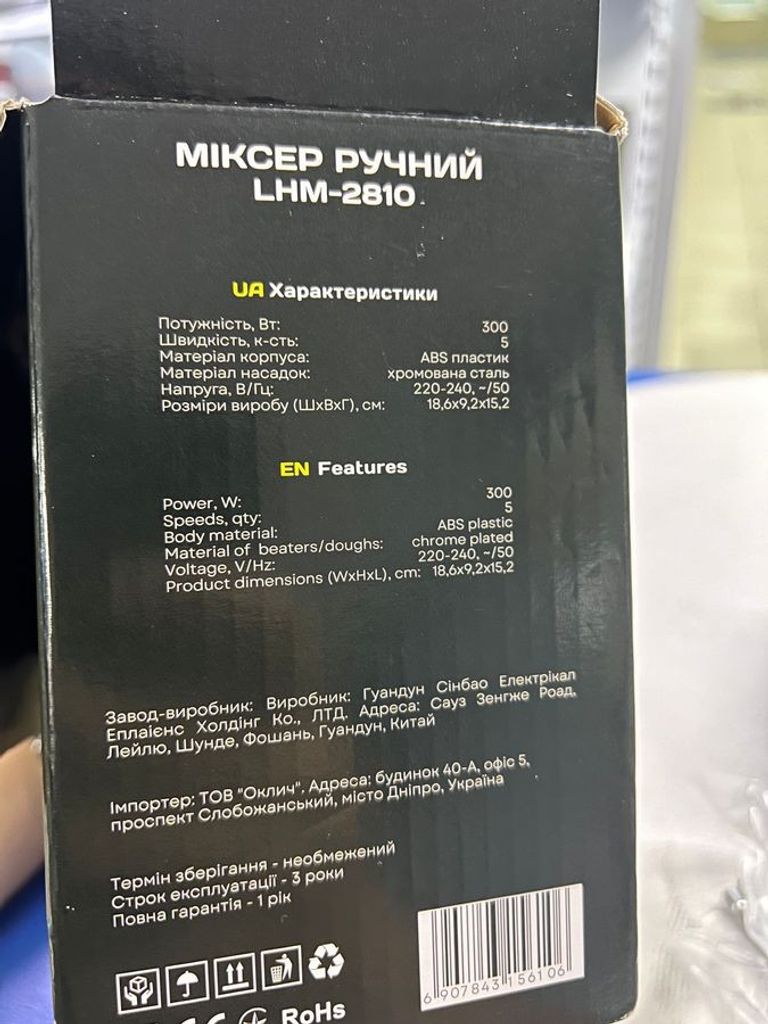 МІКСЕР РУЧНИЙ
LHM-2810
UA Характеристики
Потужність, Вт: 300
Швидкість, к-сть: 5
Матеріал корпуса: ABS пластик
Матеріал насадок: хромована сталь
Напруга, В/Гц: 220-240, ~/50
Розміри виробу (ШхВхГ), см: 18,6х9,2х15,2
EN Features
Power, W: 300
Speeds, qty: 5
Body material: ABS plastic
Material of beaters/doughs: chrome plated
Voltage, V/Hz: 220-240, ~/50
Product dimensions (WxHxL), cm: 18,6x9,2x15,2
Завод-виробник: Виробник: Гуандун Сінбао Електрікал
Еплаієнс Холдінг Ко., ЛТД. Адреса: Сауз Зенгже Роад,
Лейлю, Шунде, Фошань, Гуандун, Китай
Імпортер: ТОВ "Оклич". Адреса: будинок 40-А, офіс 5,
проспект Слобожанський, місто Дніпро, Україна
Термін зберігання - необмежений
Строк експлуатації - 3 роки
Повна гарантія - 1 рік
6 907843 156106
RoHS